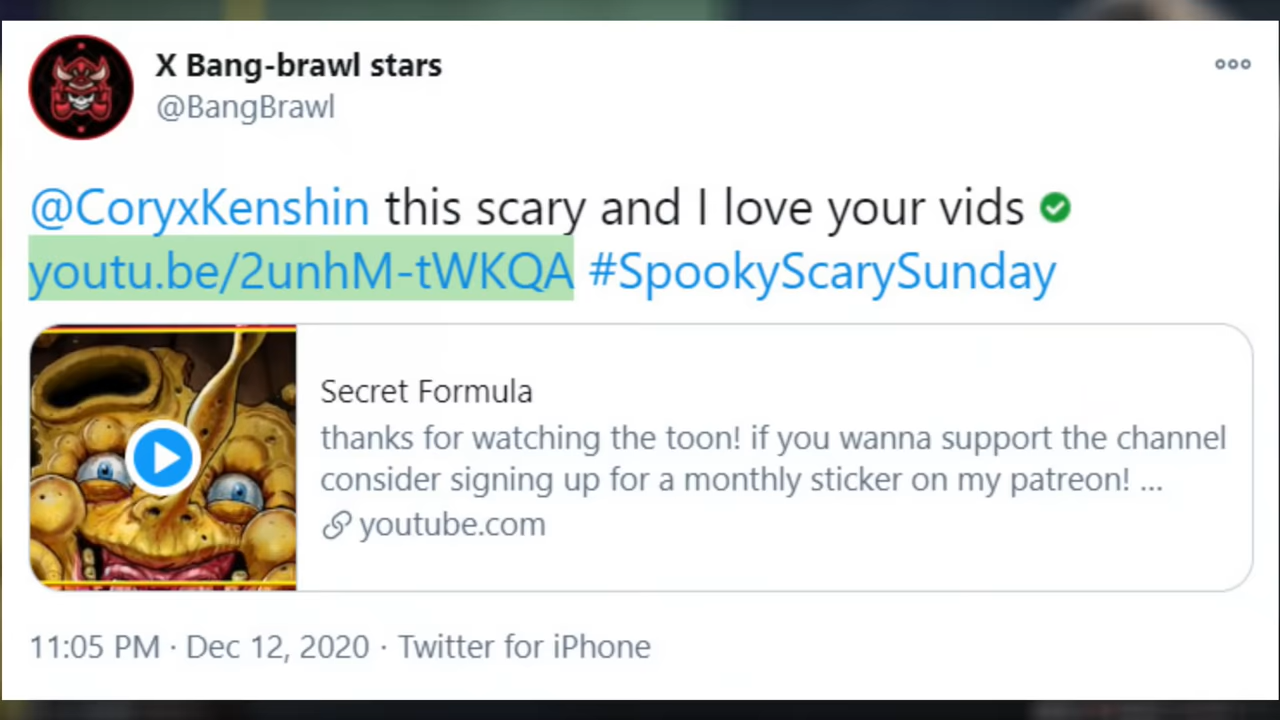 X Bang-brawl stars
@BangBrawl
@CoryxKenshin this scary and I love your vids
youtu.be/2unhM-tWKQA #SpookyScarySunday
Secret Formula
thanks for watching the toon! if you wanna support the channel
consider signing up for a monthly sticker on my patreon! ...
youtube.com
11:05 PM · Dec 12, 2020 · Twitter for iPhone